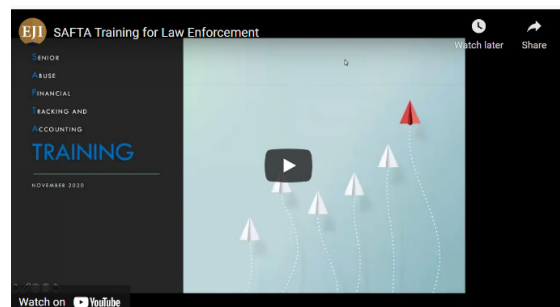 EJI SAFTA Training for Law Enforcement
Watch later
Share
SENIOR
ABUSE
FINANCIAL
TRACKING AND
ACCOUNTING
TRAINING
NOVEMBER 2020
Watch on YouTube